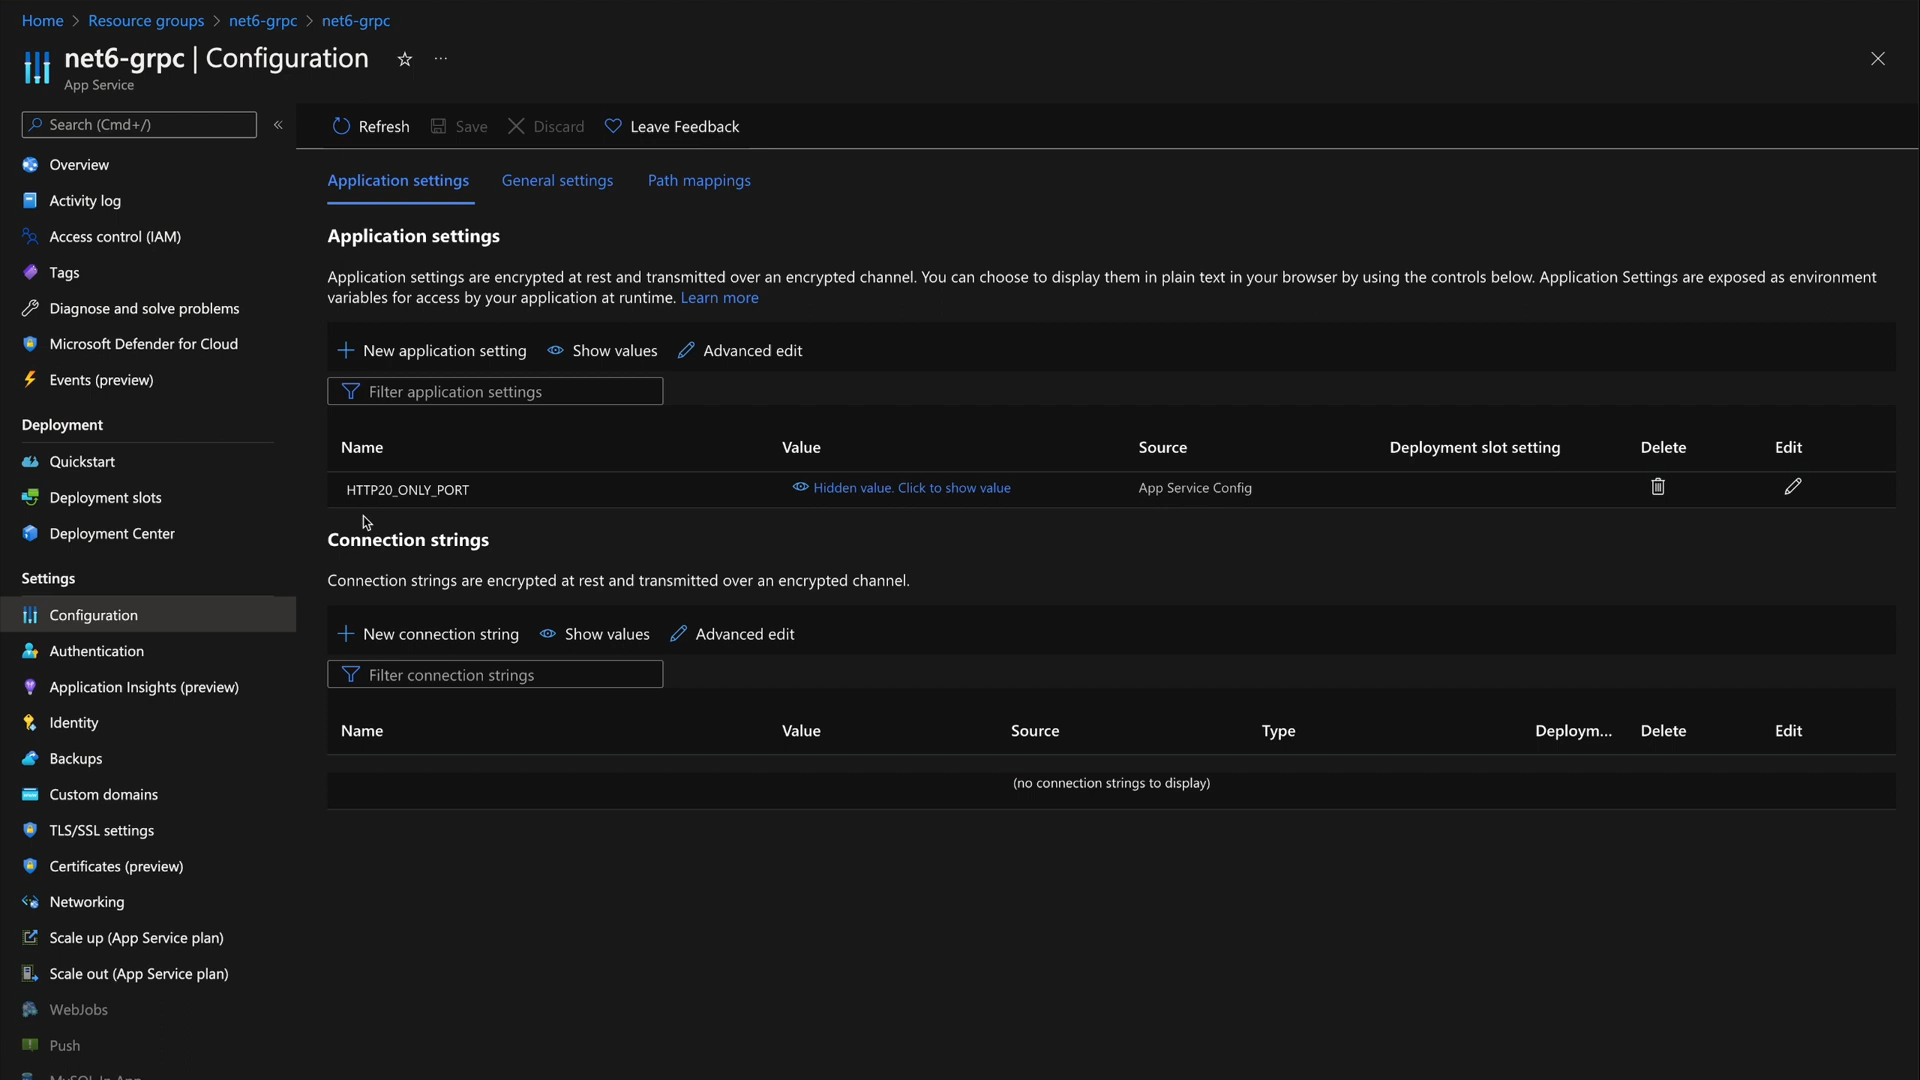 Home > Resource groups > net6-grpc > net6-grpc
net6-grpc | Configuration
App Service
Search (Cmd+/)
Overview
Activity log
Access control (IAM)
Tags
Diagnose and solve problems
Microsoft Defender for Cloud
Events (preview)
Deployment
Quickstart
Deployment slots
Deployment Center
Settings
Configuration
Authentication
Application Insights (preview)
Identity
Backups
Custom domains
TLS/SSL settings
Certificates (preview)
Networking
Scale up (App Service plan)
Scale out (App Service plan)
WebJobs
Push
Refresh Save Discard Leave Feedback
Application settings General settings Path mappings
Application settings
Application settings are encrypted at rest and transmitted over an encrypted channel. You can choose to display them in plain text in your browser by using the controls below. Application Settings are exposed as environment
variables for access by your application at runtime. Learn more
New application setting Show values Advanced edit
Filter application settings
Name Value Source Deployment slot setting Delete Edit
HTTP20_ONLY_PORT Hidden value. Click to show value App Service Config
Connection strings
Connection strings are encrypted at rest and transmitted over an encrypted channel.
New connection string Show values Advanced edit
Filter connection strings
Name Value Source Type Deploym... Delete Edit
(no connection strings to display)